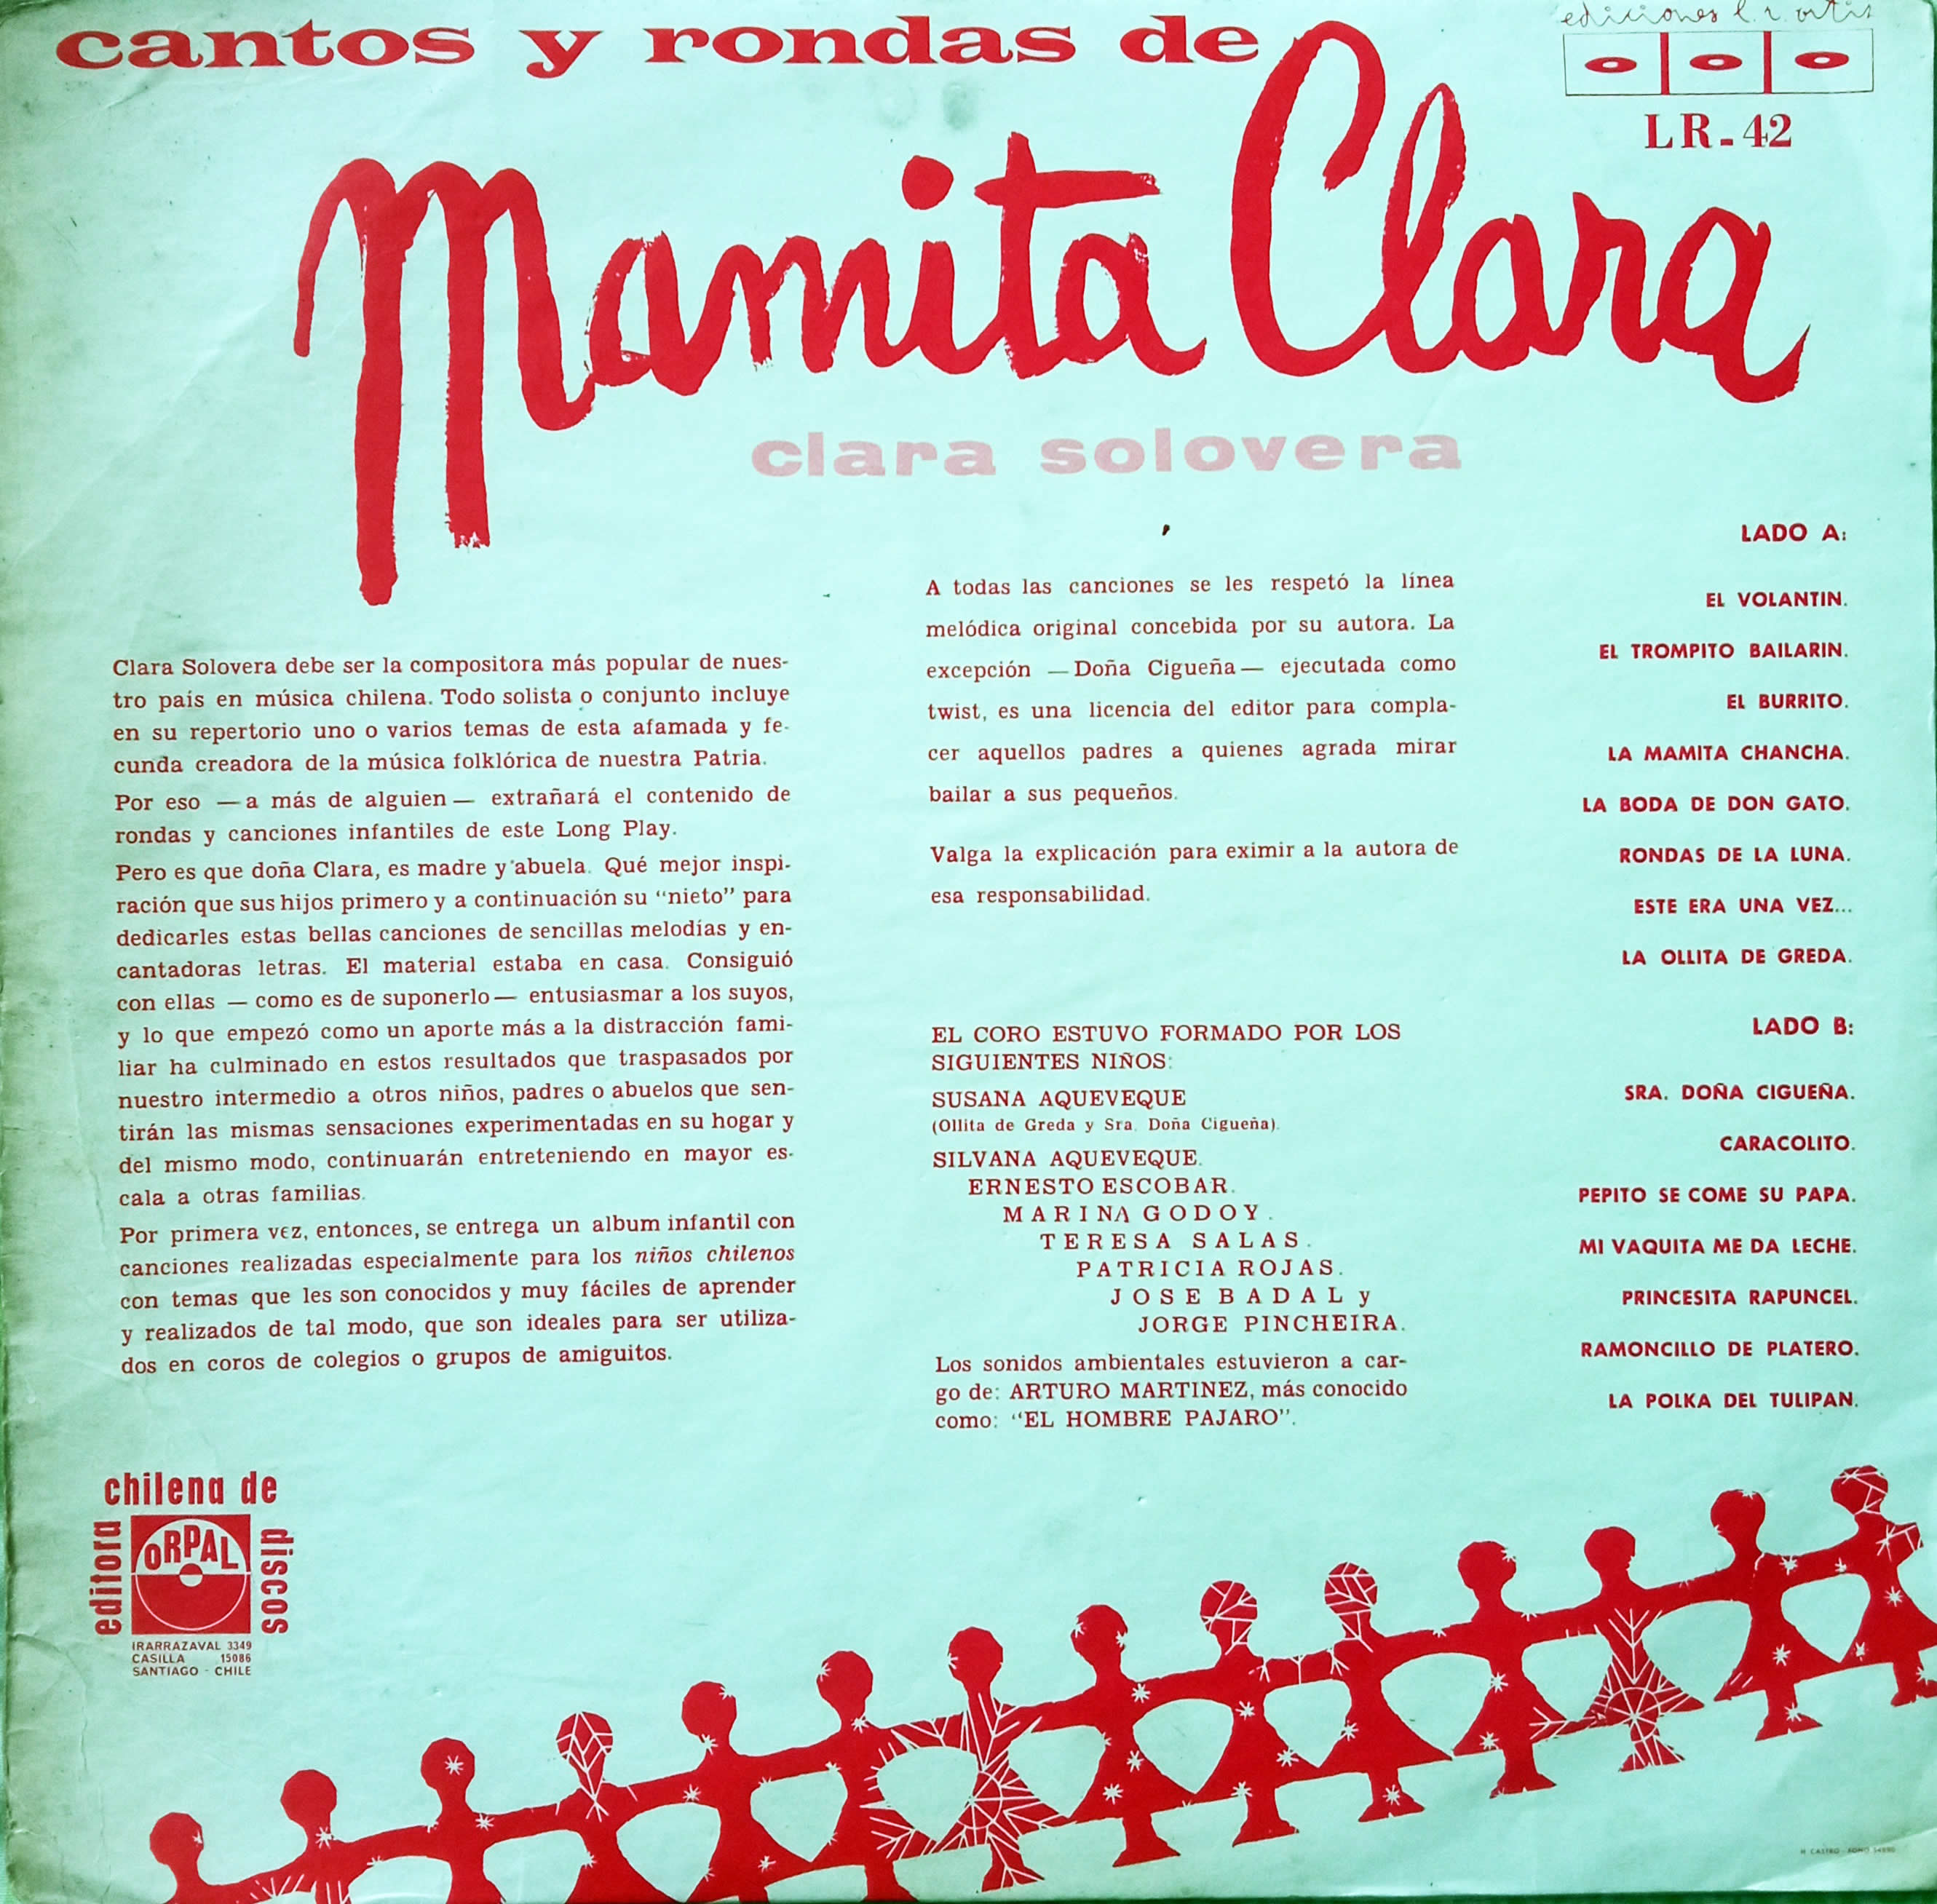 cantos y rondas de
Mamita Clara
clara solovera
ediciones l. r. ortiz
LR-42
Clara Solovera debe ser la compositora más popular de nues-
tro país en música chilena. Todo solista o conjunto incluye
en su repertorio uno o varios temas de esta afamada y fe-
cunda creadora de la música folklórica de nuestra Patria.
Por eso —a más de alguien— extrañará el contenido de
rondas y canciones infantiles de este Long Play.
Pero es que doña Clara, es madre y abuela. Qué mejor inspi-
ración que sus hijos primero y a continuación su “nieto” para
dedicarles estas bellas canciones de sencillas melodías y en-
cantadoras letras. El material estaba en casa. Consiguió
con ellas — como es de suponerlo— entusiasmar a los suyos,
y lo que empezó como un aporte más a la distracción fami-
liar ha culminado en estos resultados que traspasados por
nuestro intermedio a otros niños, padres o abuelos que sen-
tirán las mismas sensaciones experimentadas en su hogar y
del mismo modo, continuarán entreteniendo en mayor es-
cala a otras familias.
Por primera vez, entonces, se entrega un album infantil con
canciones realizadas especialmente para los niños chilenos
con temas que les son conocidos y muy fáciles de aprender
y realizados de tal modo, que son ideales para ser utiliza-
dos en coros de colegios o grupos de amiguitos.
A todas las canciones se les respetó la línea
melódica original concebida por su autora. La
excepción —Doña Cigueña— ejecutada como
twist, es una licencia del editor para compla-
cer aquellos padres a quienes agrada mirar
bailar a sus pequeños.
Valga la explicación para eximir a la autora de
esa responsabilidad.
EL CORO ESTUVO FORMADO POR LOS
SIGUIENTES NIÑOS:
SUSANA AQUEVEQUE
(Ollita de Greda y Sra. Doña Cigueña).
SILVANA AQUEVEQUE.
ERNESTO ESCOBAR.
MARINA GODOY.
TERESA SALAS.
PATRICIA ROJAS.
JOSE BADAL y
JORGE PINCHEIRA.
Los sonidos ambientales estuvieron a car-
go de: ARTURO MARTINEZ, más conocido
como: “EL HOMBRE PAJARO”.
LADO A:
EL VOLANTIN.
EL TROMPITO BAILARIN.
EL BURRITO.
LA MAMITA CHANCHA.
LA BODA DE DON GATO.
RONDAS DE LA LUNA.
ESTE ERA UNA VEZ...
LA OLLITA DE GREDA.
LADO B:
SRA. DOÑA CIGUEÑA.
CARACOLITO.
PEPITO SE COME SU PAPA.
MI VAQUITA ME DA LECHE.
PRINCESITA RAPUNCEL.
RAMONCILLO DE PLATERO.
LA POLKA DEL TULIPAN.
editora
chilena de
discos
ORPAL
IRARRAZAVAL 3349
CASILLA 15086
SANTIAGO - CHILE
H CASTRO - FONO